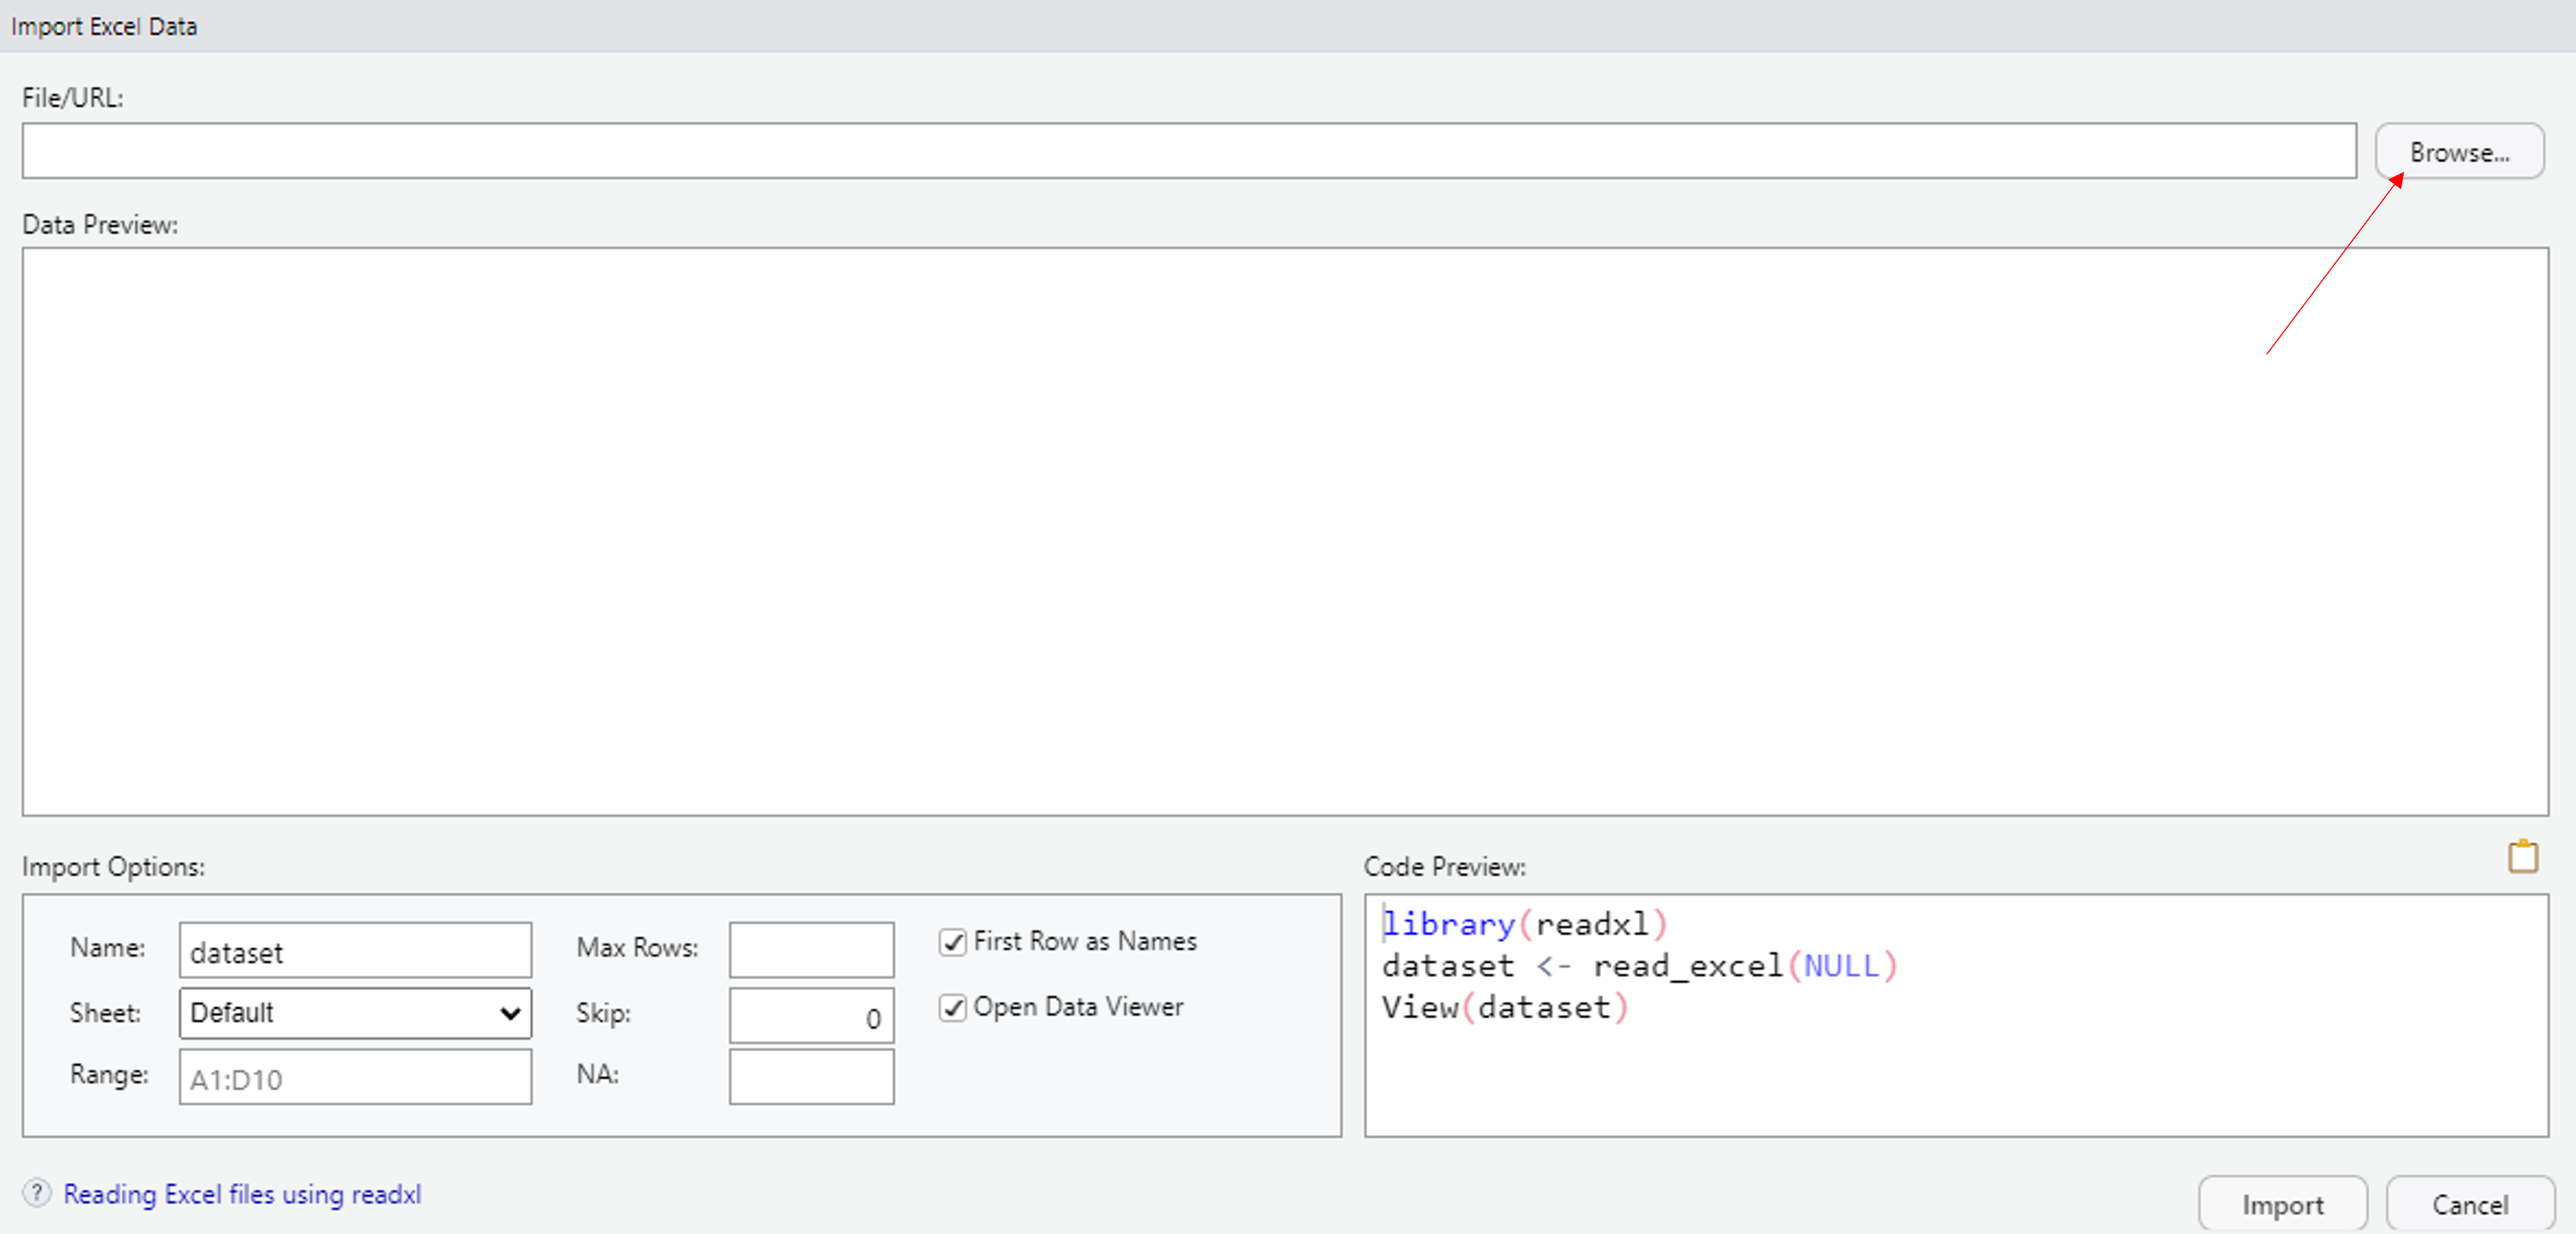 Import Excel Data
File/URL:
Browse...
Data Preview:
Import Options:
Code Preview:
Name: dataset Max Rows: First Row as Names
Sheet: Default Skip: 0 Open Data Viewer
Range: A1:D10 NA:
library(readxl)
dataset <- read_excel(NULL)
View(dataset)
? Reading Excel files using readxl
Import Cancel